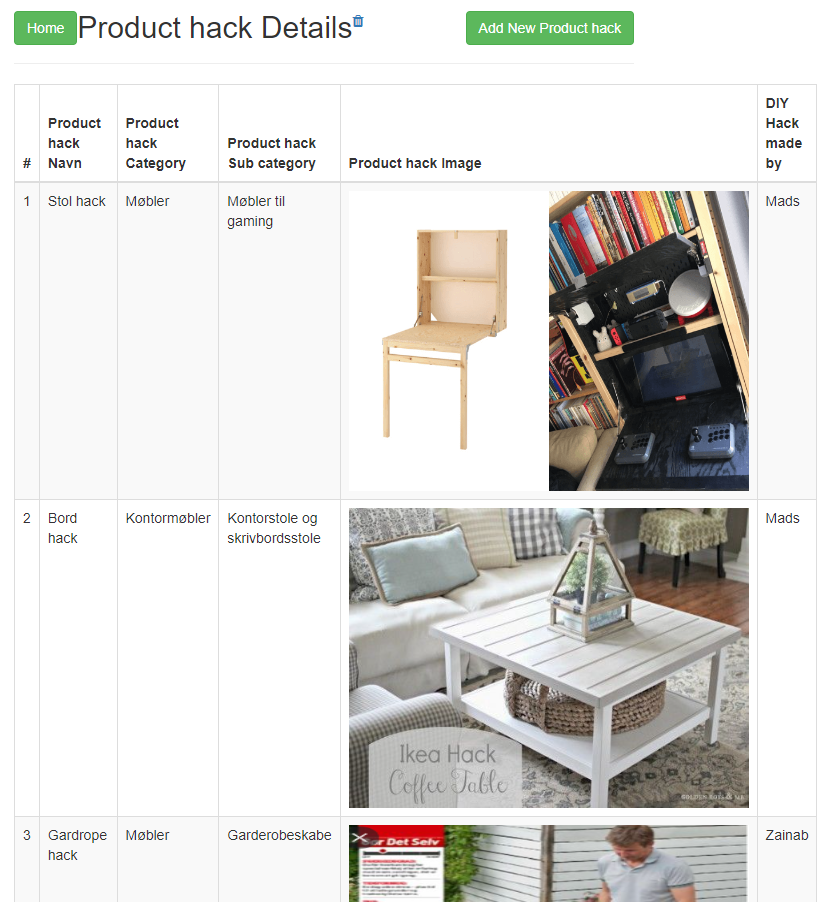 Home
Product hack Details
Add New Product hack
#
Product
hack
Navn
Product
hack
Category
Product hack
Sub category
Product hack Image
DIY
Hack
made
by
1
Stol hack
Møbler
Møbler til
gaming
Mads
2
Bord
hack
Kontormøbler
Kontorstole og
skrivbordsstole
Ikea Hack
Coffee Table
Mads
3
Gardrope
hack
Møbler
Garderobeskabe
Det Selv
Zainab